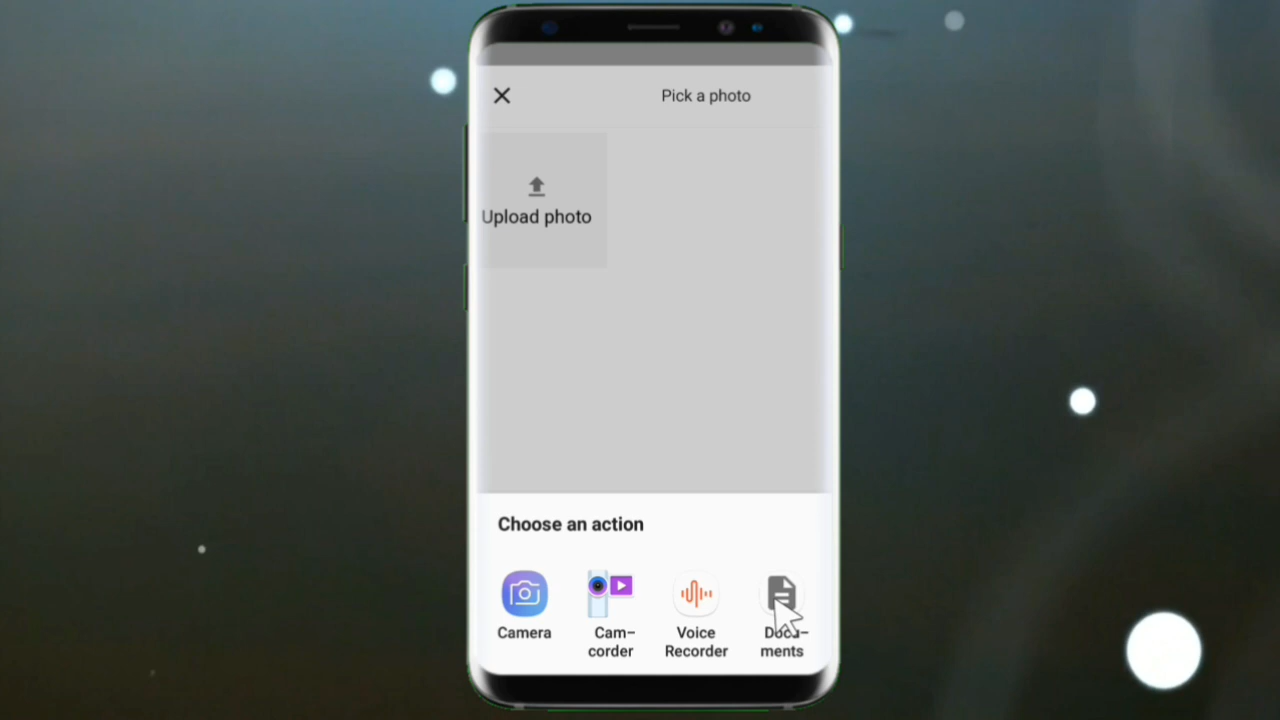 Pick a photo
Upload photo
Choose an action
Camera
Cam-
corder
Voice
Recorder
Docu-
ments